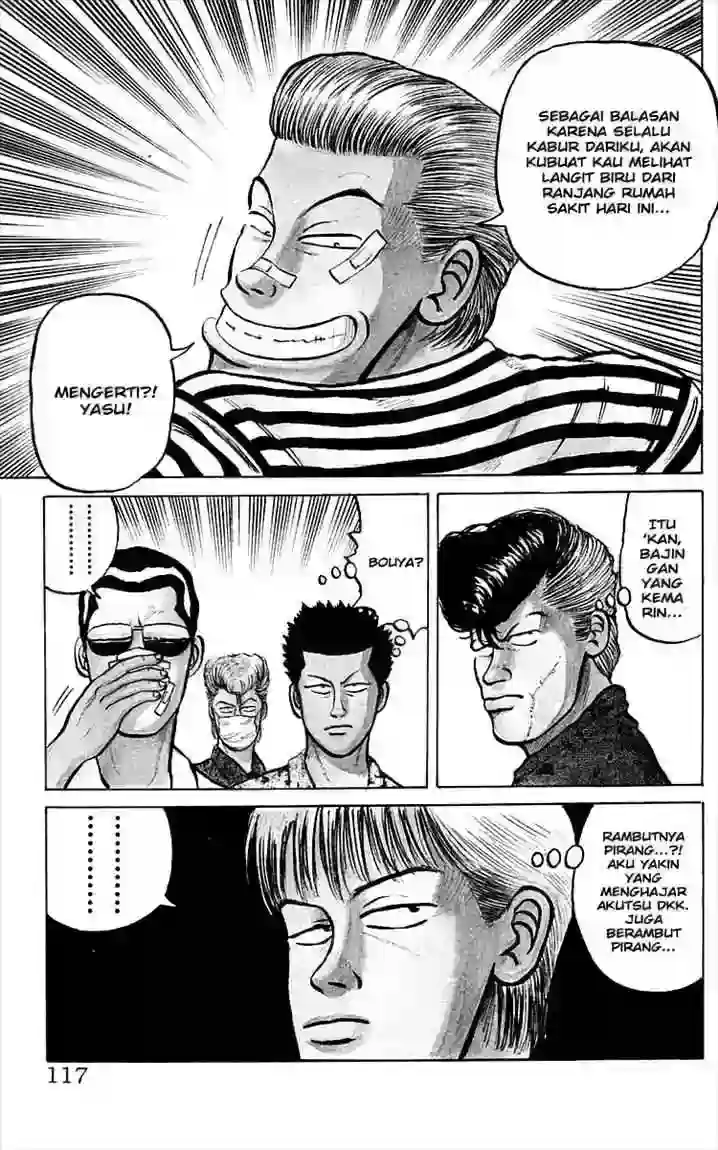 SEBAGAI BALASAN
KARENA SELALU
KABUR DARIKU, AKAN
KUBUAT KAU MELIHAT
LANGIT BIRU DARI
RANJANG RUMAH
SAKIT HARI INI...
MENGERTI?!
YASU!
ITU
'KAN,
BAJIN
GAN
YANG
KEMA
RIN...
BOUYA?
.......
.......
RAMBUTNYA
PIRANG...?!
AKU YAKIN
YANG
MENGHAJAR
AKUTSU DKK.
JUGA
BERAMBUT
PIRANG...
.......
.......
117